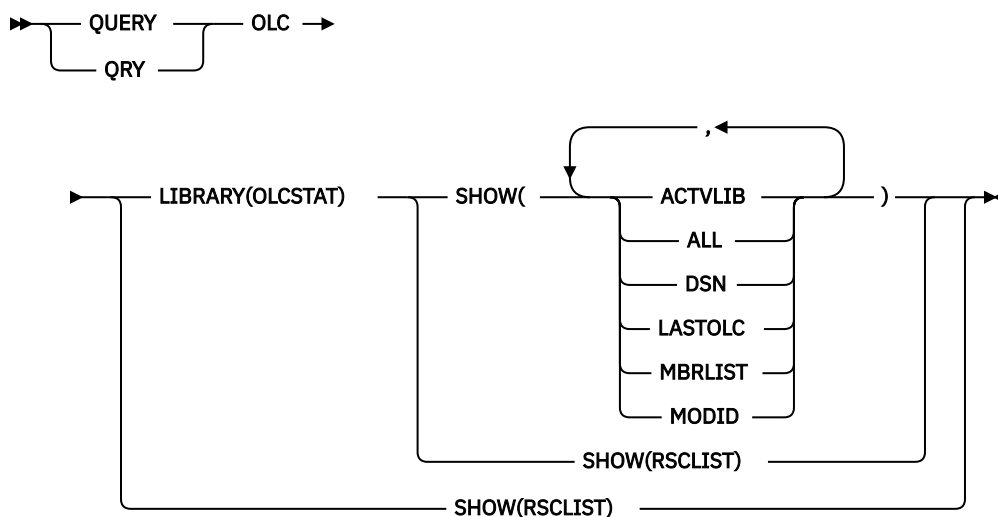 QUERY OLC
QRY
,
LIBRARY(OLCSTAT) SHOW( ACTVLIB )
ALL
DSN
LASTOLC
MBRLIST
MODID
SHOW(RSCLIST)
SHOW(RSCLIST)